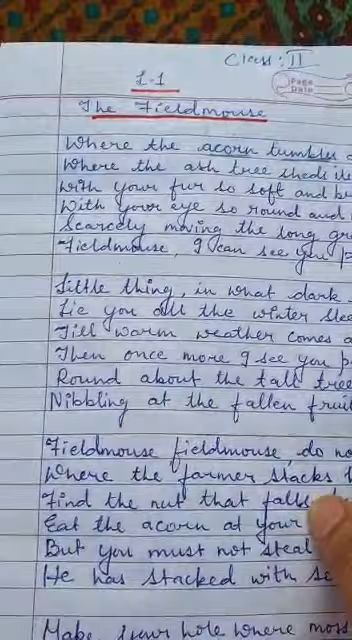 Class: II
L-1
Page
Date
The Fieldmouse
Where the acorn tumbles
Where the ash tree sheds
With your fur so soft and
With your eye so round and
Scarcely moving the long
Fieldmouse, I can see you
Little thing, in what dark
Lie you all the winter
Till warm weather comes
Then once more I see you
Round about the tall tree
Nibbling at the fallen
Fieldmouse fieldmouse, do
Where the farmer stacks
Find the nut that falls
Eat the acorn at your
But you must not steal
He has stacked with
Make your hole where